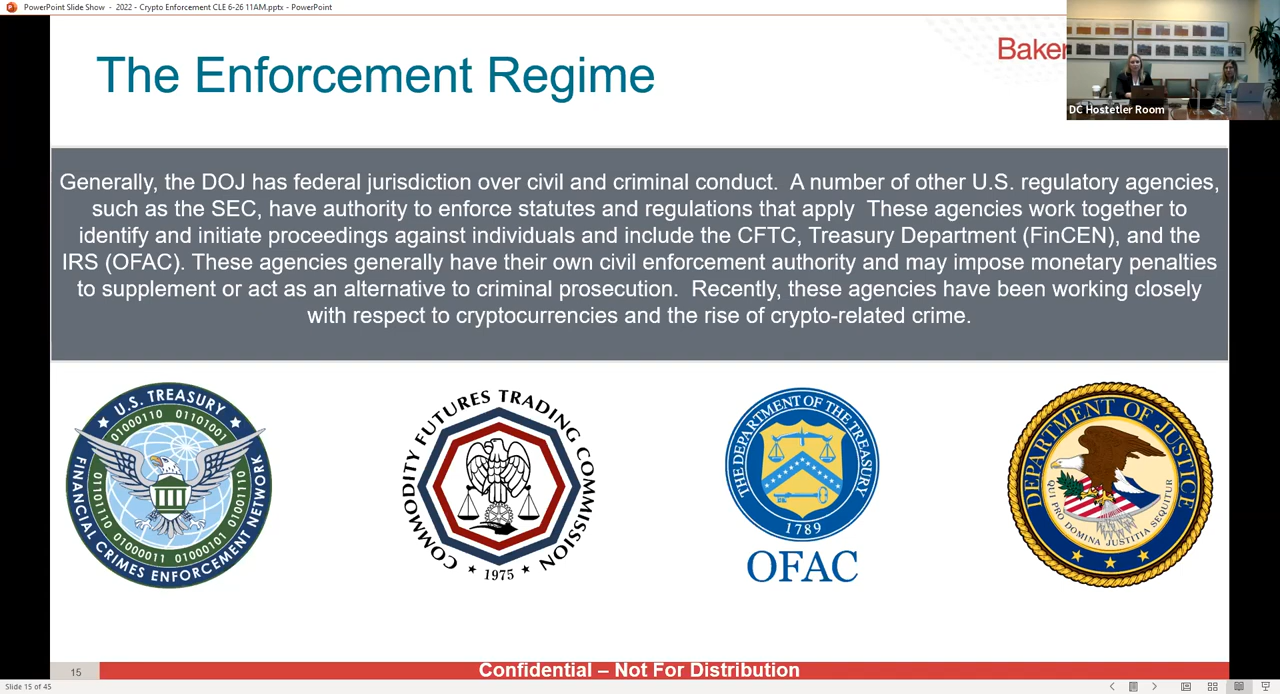 PowerPoint Slide Show - 2022 - Crypto Enforcement CLE 6-26 11AM.pptx - PowerPoint
The Enforcement Regime
Baker
DC Hostetler Room
Generally, the DOJ has federal jurisdiction over civil and criminal conduct. A number of other U.S. regulatory agencies,
such as the SEC, have authority to enforce statutes and regulations that apply These agencies work together to
identify and initiate proceedings against individuals and include the CFTC, Treasury Department (FinCEN), and the
IRS (OFAC). These agencies generally have their own civil enforcement authority and may impose monetary penalties
to supplement or act as an alternative to criminal prosecution. Recently, these agencies have been working closely
with respect to cryptocurrencies and the rise of crypto-related crime.
U.S. TREASURY
FINANCIAL CRIMES ENFORCEMENT NETWORK
01000110 01101001
01101110 01000011 01000101 01001110
COMMODITY FUTURES TRADING COMMISSION
1975
THE DEPARTMENT OF THE TREASURY
1789
OFAC
DEPARTMENT OF JUSTICE
QUI PRO DOMINA JUSTITIA SEQUITUR
15
Confidential – Not For Distribution
Slide 15 of 45